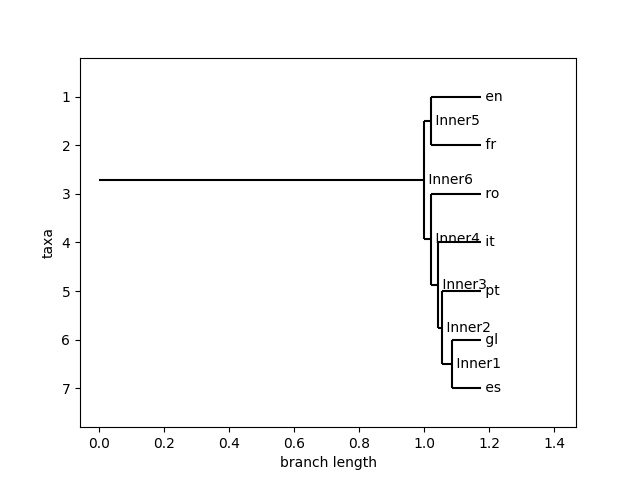 1
2
3
4
5
6
7
taxa
en
Inner5
fr
Inner6
ro
Inner4
it
Inner3
pt
Inner2
gl
Inner1
es
0.0 0.2 0.4 0.6 0.8 1.0 1.2 1.4
branch length